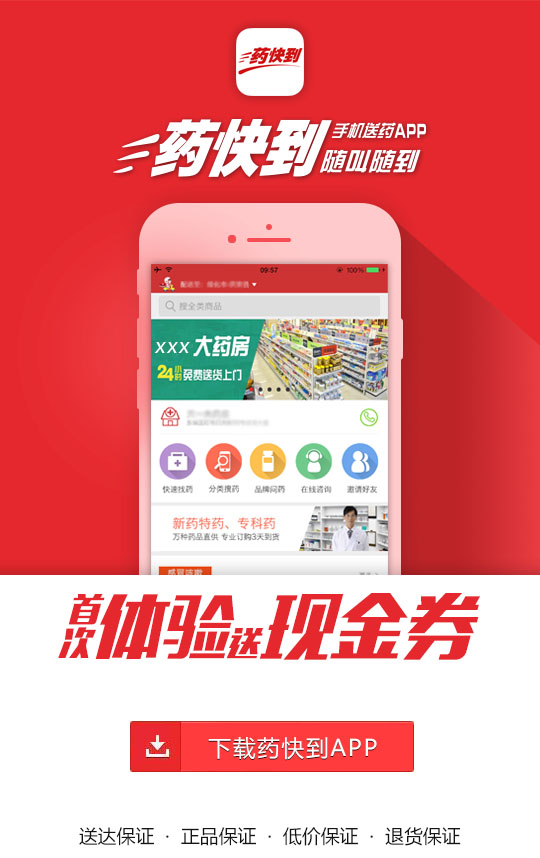 药快到
药快到
手机送药APP
随叫随到
09:57
100%
搜全类商品
XXX 大药房
24小时免费送货上门
快速找药
分类搜药
品牌问药
在线咨询
邀请好友
新药特药、专科药
万种药品直供 专业订购3天到货
首次体验送现金券
下载药快到APP
送达保证 · 正品保证 · 低价保证 · 退货保证